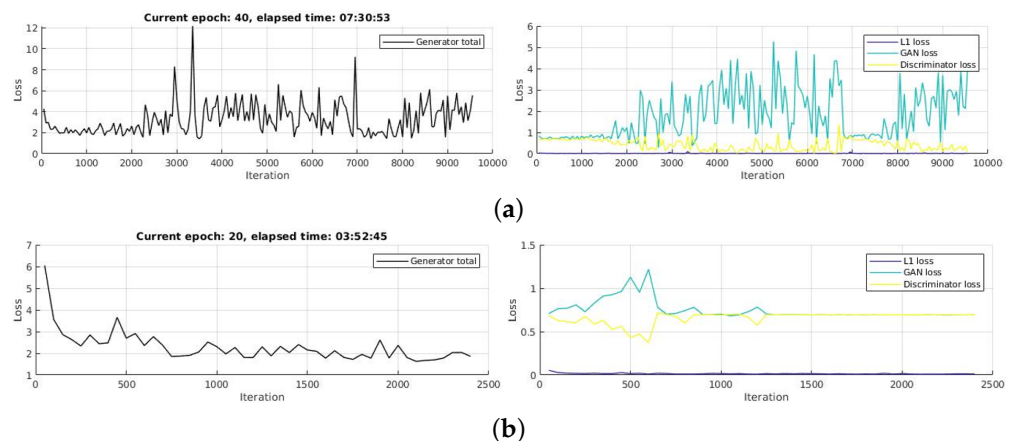 Current epoch: 40, elapsed time: 07:30:53
12
10
8
6
4
2
0
Loss
0 1000 2000 3000 4000 5000 6000 7000 8000 9000 10000
Iteration
Generator total
6
5
4
3
2
1
0
Loss
0 1000 2000 3000 4000 5000 6000 7000 8000 9000 10000
Iteration
L1 loss
GAN loss
Discriminator loss
(a)
Current epoch: 20, elapsed time: 03:52:45
7
6
5
4
3
2
1
Loss
0 500 1000 1500 2000 2500
Iteration
Generator total
1.5
1
0.5
0
Loss
0 500 1000 1500 2000 2500
Iteration
L1 loss
GAN loss
Discriminator loss
(b)